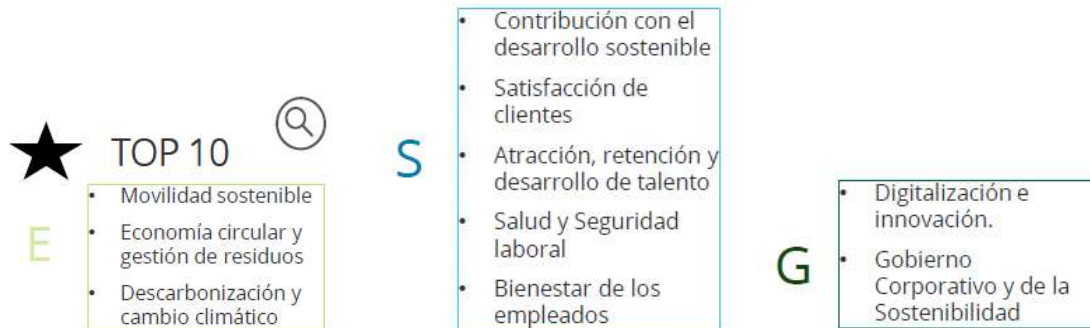 TOP 10
E
• Movilidad sostenible
• Economía circular y
gestión de residuos
• Descarbonización y
cambio climático
S
• Contribución con el
desarrollo sostenible
• Satisfacción de
clientes
• Atracción, retención y
desarrollo de talento
• Salud y Seguridad
laboral
• Bienestar de los
empleados
G
• Digitalización e
innovación.
• Gobierno
Corporativo y de la
Sostenibilidad